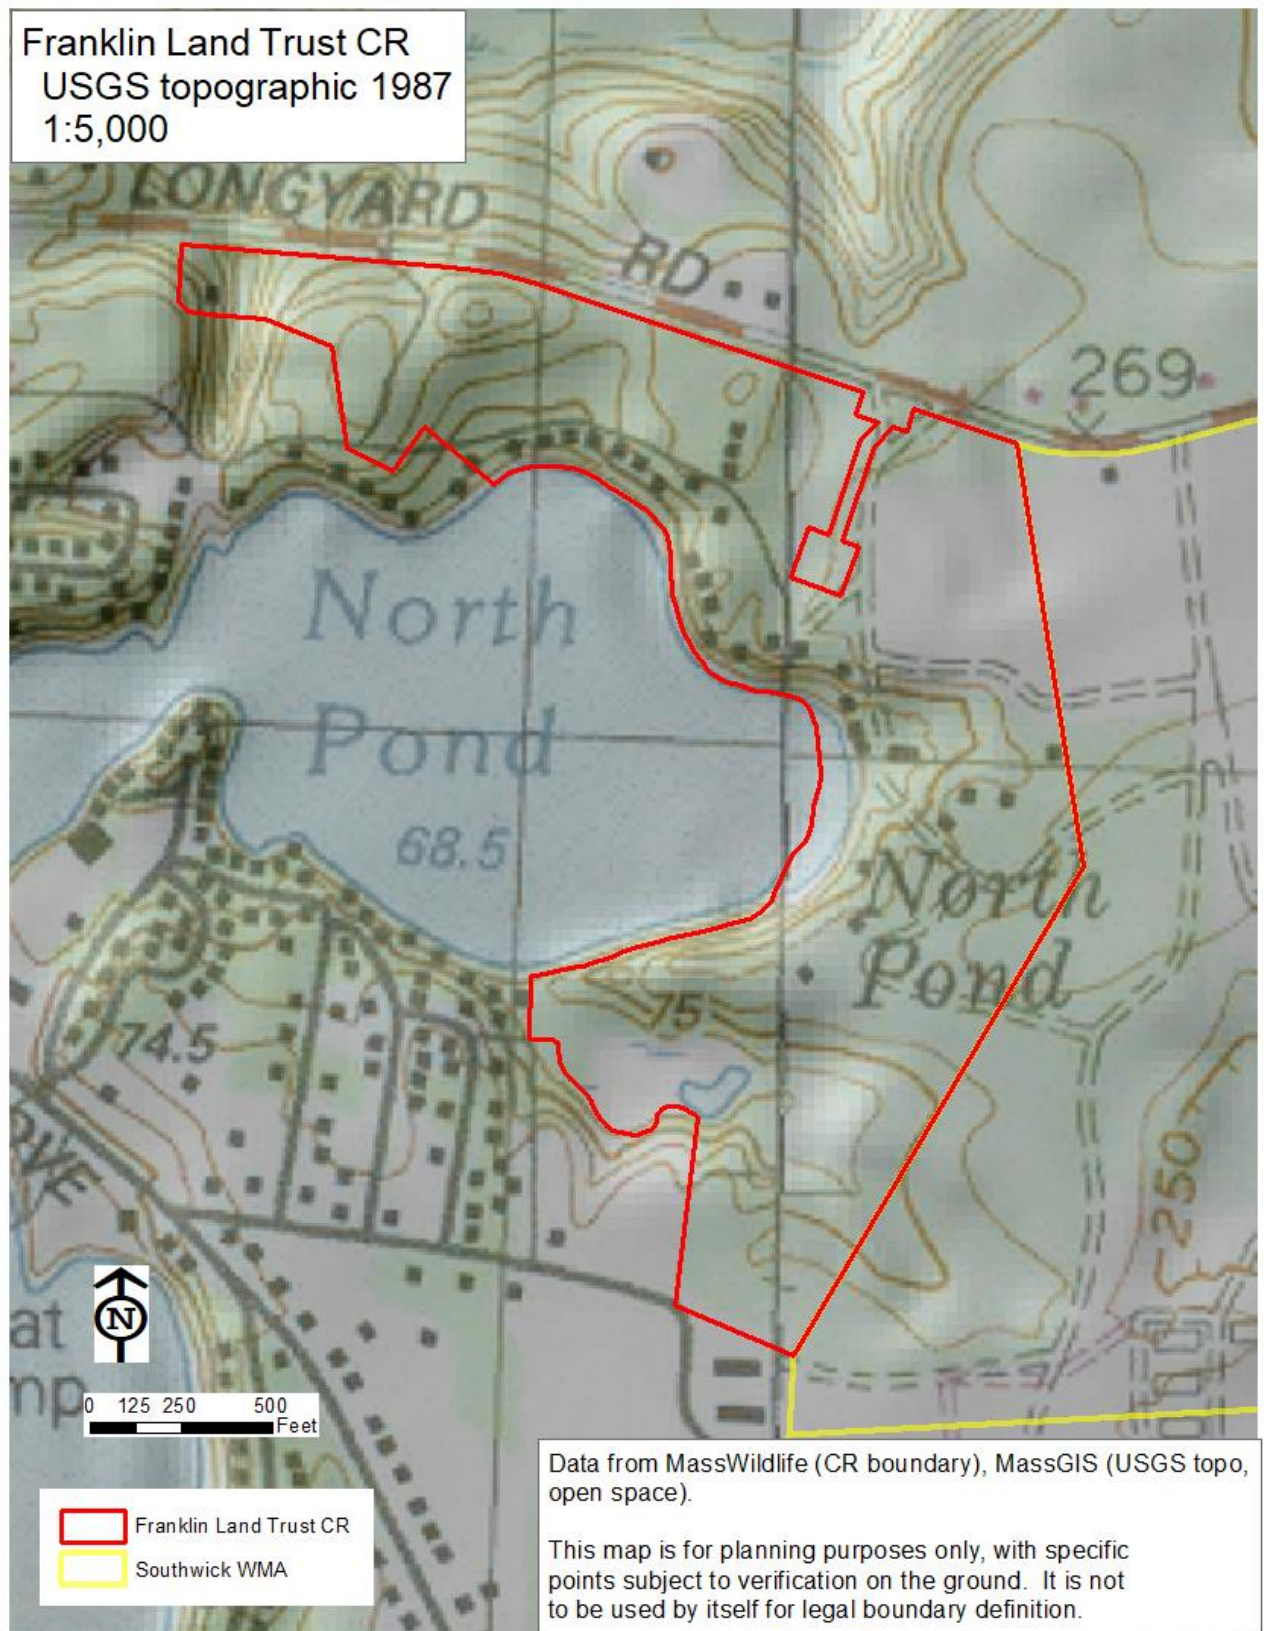 Franklin Land Trust CR
USGS topographic 1987
1:5,000
LONGYARD
RD
269
North
Pond
68.5
North
Pond
75
74.5
250
N
0 125 250 500
Feet
Franklin Land Trust CR
Southwick WMA
Data from MassWildlife (CR boundary), MassGIS (USGS topo,
open space).
This map is for planning purposes only, with specific
points subject to verification on the ground. It is not
to be used by itself for legal boundary definition.